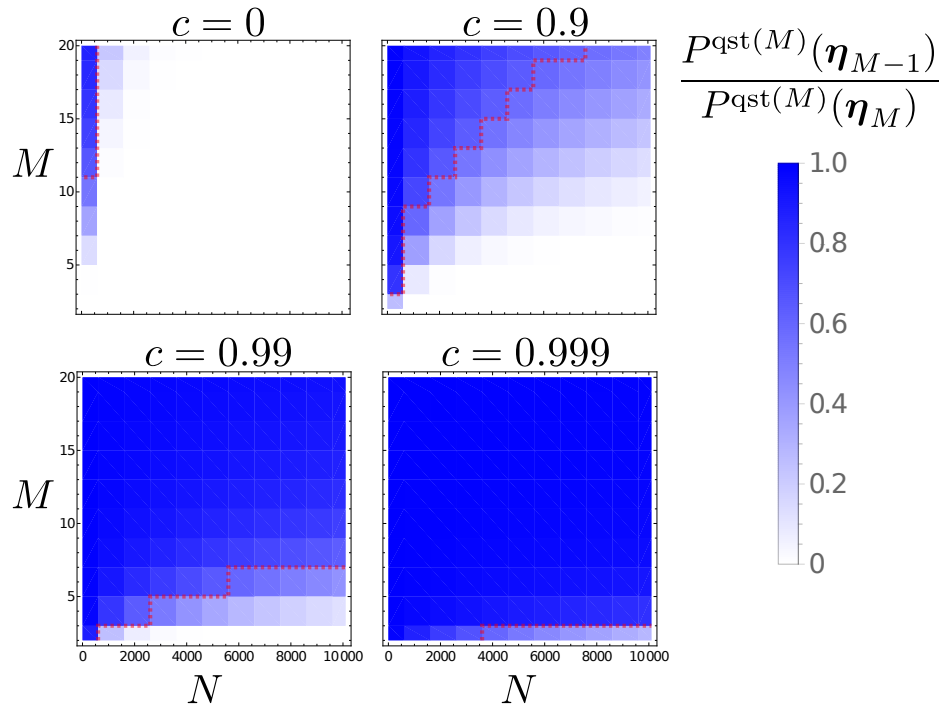 c = 0
c = 0.9
20
15
10
5
M
P^{qst(M)}(η_{M−1})
P^{qst(M)}(η_M)
1.0
0.8
0.6
0.4
0.2
0
c = 0.99
c = 0.999
20
15
10
5
M
0 2000 4000 6000 8000 10000
0 2000 4000 6000 8000 10000
N
N